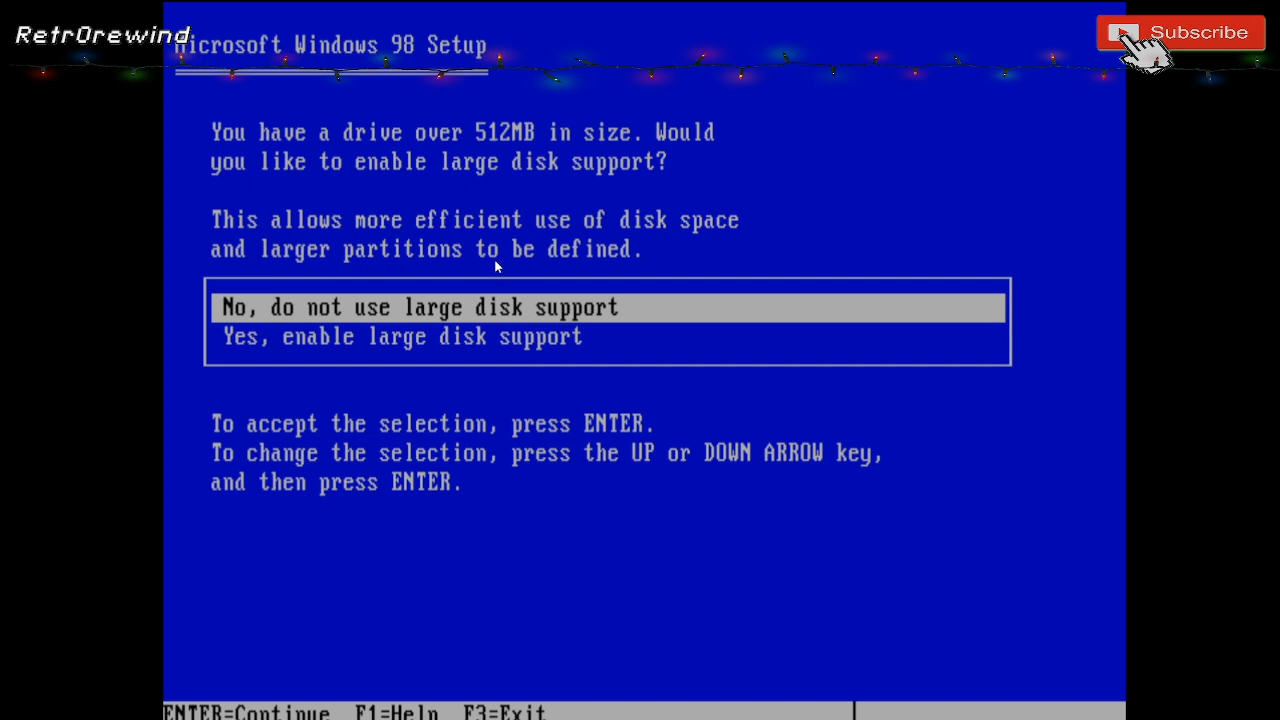 Retr0rewind
Subscribe
Microsoft Windows 98 Setup
You have a drive over 512MB in size. Would
you like to enable large disk support?
This allows more efficient use of disk space
and larger partitions to be defined.
No, do not use large disk support
Yes, enable large disk support
To accept the selection, press ENTER.
To change the selection, press the UP or DOWN ARROW key,
and then press ENTER.
ENTER=Continue F1=Help F3=Exit